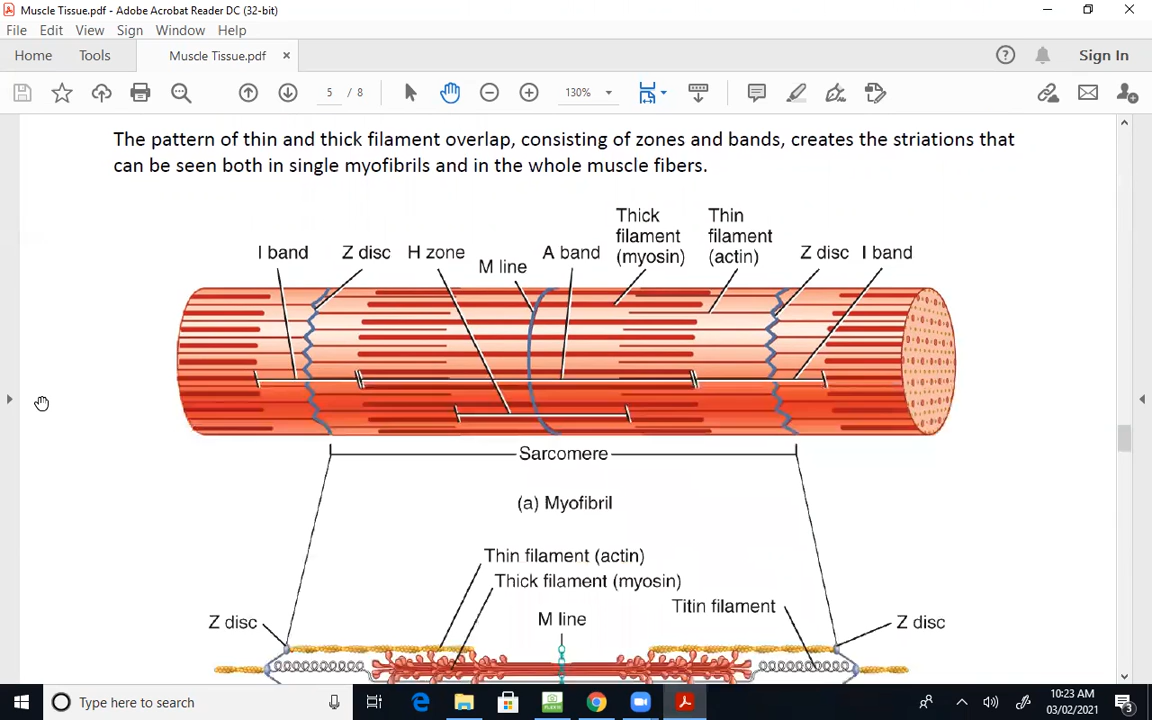 Muscle Tissue.pdf - Adobe Acrobat Reader DC (32-bit)
File Edit View Sign Window Help
Home Tools Muscle Tissue.pdf × Sign In
5 / 8 130%
The pattern of thin and thick filament overlap, consisting of zones and bands, creates the striations that
can be seen both in single myofibrils and in the whole muscle fibers.
Thick filament (myosin)
Thin filament (actin)
I band Z disc H zone M line A band Z disc I band
Sarcomere
(a) Myofibril
Thin filament (actin)
Thick filament (myosin)
Titin filament
Z disc M line Z disc
Type here to search
10:23 AM
03/02/2021
3